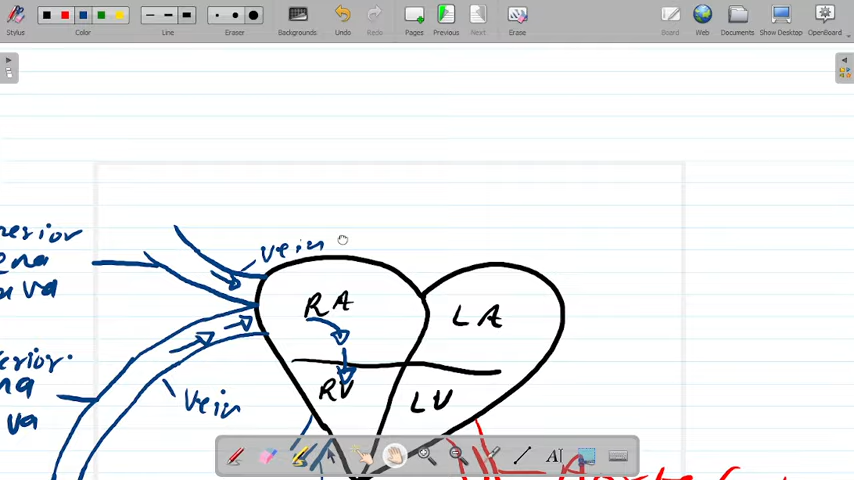 Stylus
Color
Line
Eraser
Backgrounds
Undo
Redo
Pages
Previous
Next
Erase
Board
Web
Documents
Show Desktop
OpenBoard
erior
ena
va
vein
RA
LA
RV
LV
ferior
na
va
vein